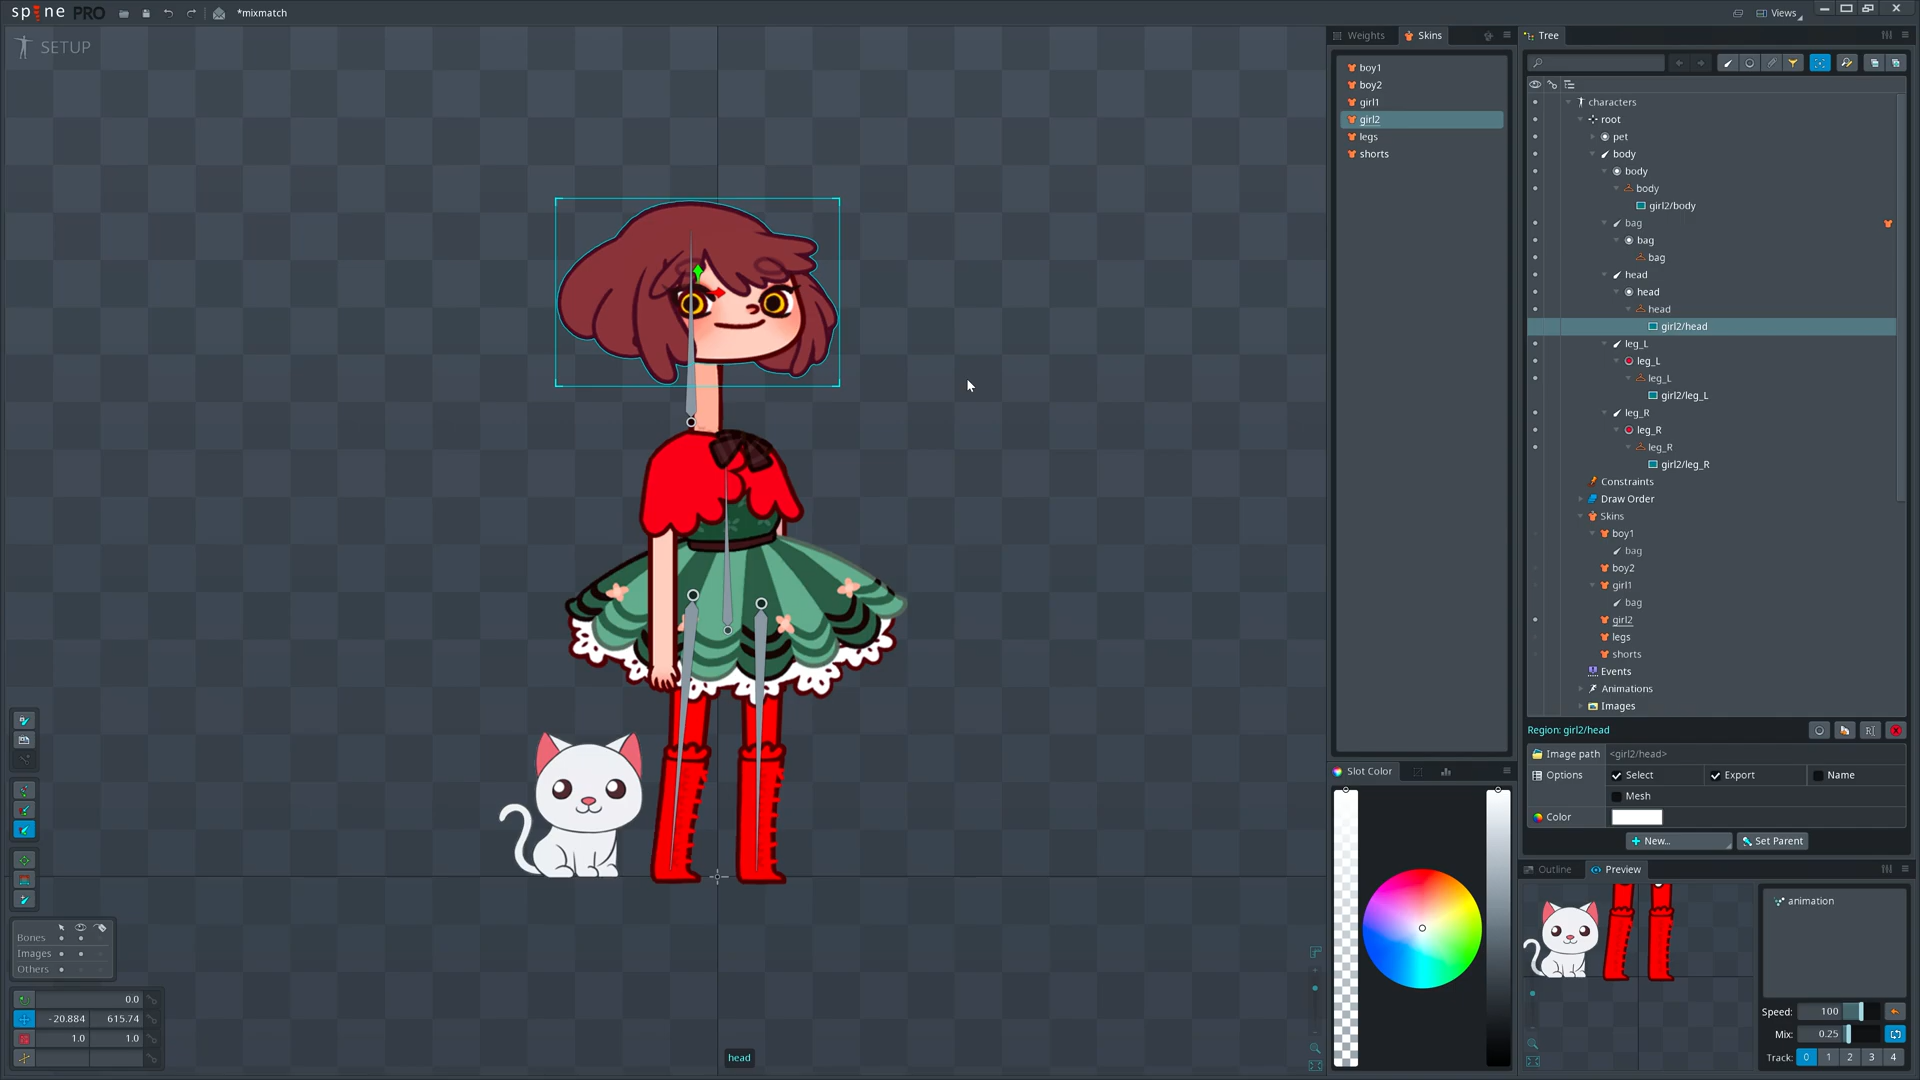 spine PRO
*mixmatch
Views
SETUP
Weights
Skins
boy1
boy2
girl1
girl2
legs
shorts
Tree
characters
root
pet
body
body
body
girl2/body
bag
bag
bag
head
head
head
girl2/head
leg_L
leg_L
leg_L
girl2/leg_L
leg_R
leg_R
leg_R
girl2/leg_R
Constraints
Draw Order
Skins
boy1
bag
boy2
girl1
bag
girl2
legs
shorts
Events
Animations
Images
Region: girl2/head
Image path <girl2/head>
Options Select Export Name
Mesh
Color
New... Set Parent
Slot Color
Outline Preview
animation
Speed: 100
Mix: 0.25
Track: 0 1 2 3 4
Bones
Images
Others
0.0
-20.884 615.74
1.0 1.0
head